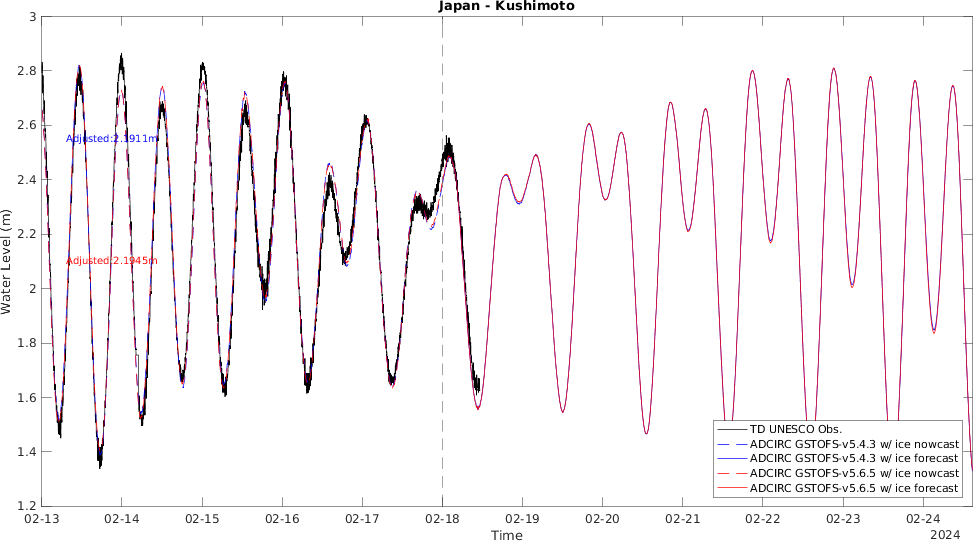 Japan - Kushimoto
3
2.8
2.6
2.4
2.2
2
1.8
1.6
1.4
1.2
Water Level (m)
Adjusted:2.1911m
Adjusted:2.1945m
TD UNESCO Obs.
ADCIRC GSTOFS-v5.4.3 w/ ice nowcast
ADCIRC GSTOFS-v5.4.3 w/ ice forecast
ADCIRC GSTOFS-v5.6.5 w/ ice nowcast
ADCIRC GSTOFS-v5.6.5 w/ ice forecast
02-13 02-14 02-15 02-16 02-17 02-18 02-19 02-20 02-21 02-22 02-23 02-24
Time
2024